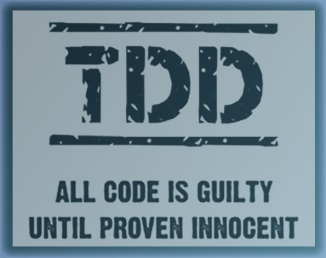 TDD
ALL CODE IS GUILTY
UNTIL PROVEN INNOCENT